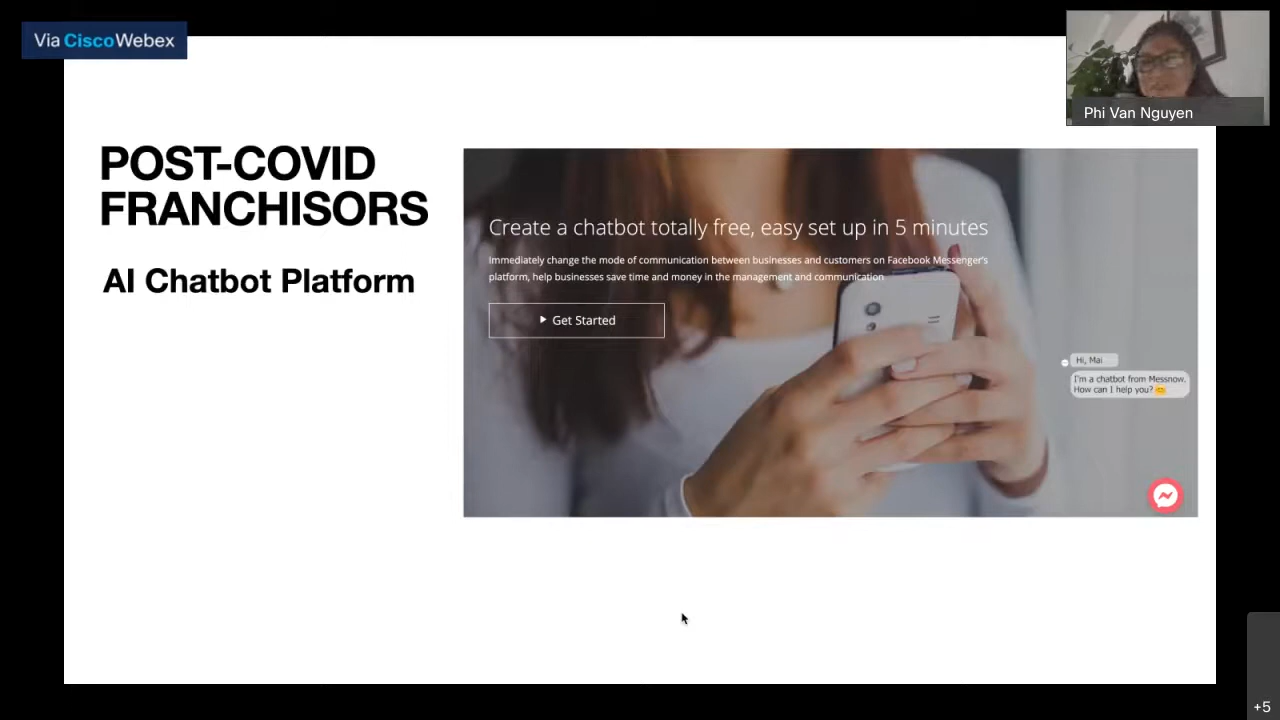 Via Cisco Webex
Phi Van Nguyen
POST-COVID
FRANCHISORS
AI Chatbot Platform
Create a chatbot totally free, easy set up in 5 minutes
Immediately change the mode of communication between businesses and customers on Facebook Messenger's
platform, help businesses save time and money in the management and communication
Get Started
Hi, Mai
I'm a chatbot from Messnow.
How can I help you? 😊
+5